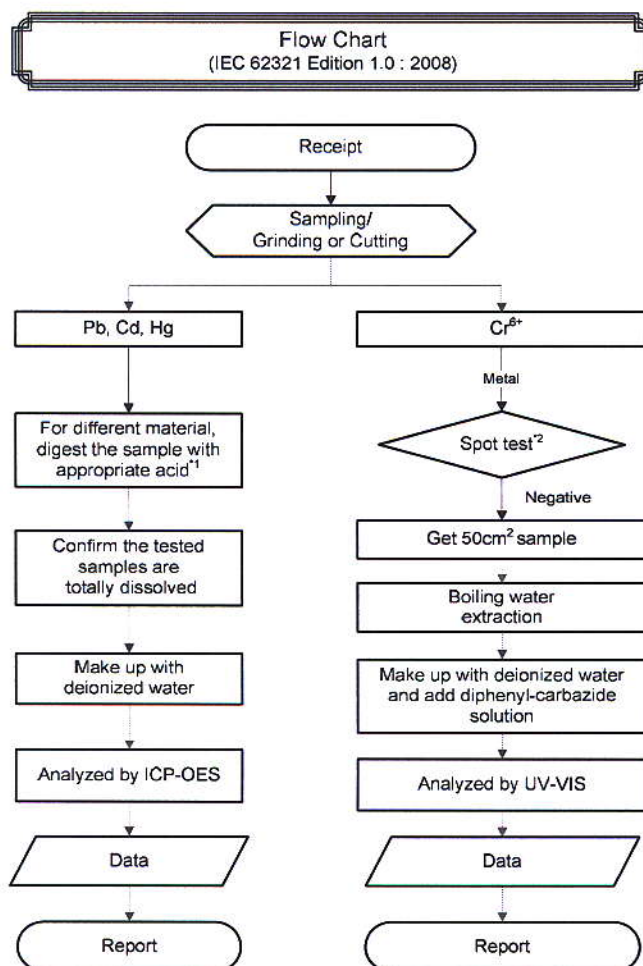 Flow Chart
(IEC 62321 Edition 1.0 : 2008)
Receipt
Sampling/
Grinding or Cutting
Pb, Cd, Hg
For different material,
digest the sample with
appropriate acid*1
Confirm the tested
samples are
totally dissolved
Make up with
deionized water
Analyzed by ICP-OES
Data
Report
Cr6+
Metal
Spot test*2
Negative
Get 50cm2 sample
Boiling water
extraction
Make up with deionized water
and add diphenyl-carbazide
solution
Analyzed by UV-VIS
Data
Report